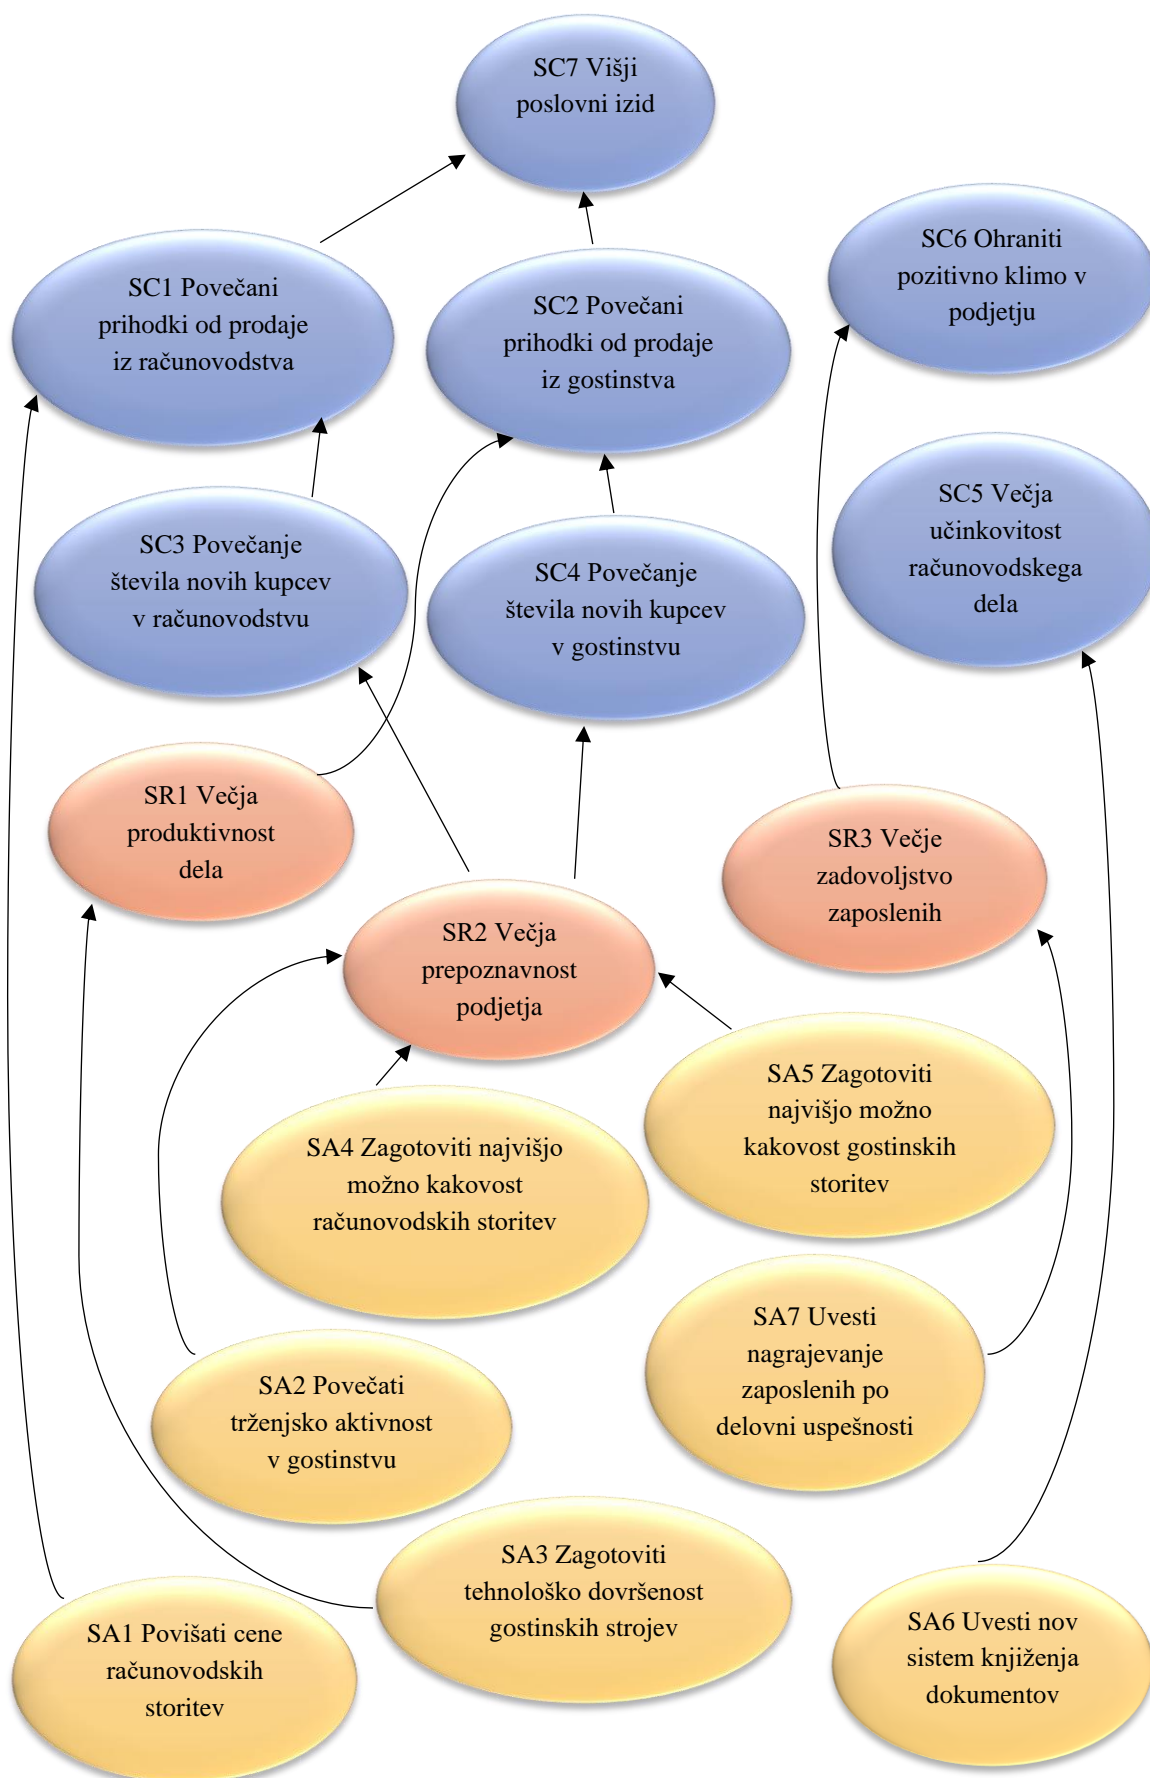 SC7 Višji
poslovni izid
SC6 Ohraniti
pozitivno klimo v
podjetju
SC1 Povečani
prihodki od prodaje
iz računovodstva
SC2 Povečani
prihodki od prodaje
iz gostinstva
SC5 Večja
učinkovitost
računovodskega
dela
SC3 Povečanje
števila novih kupcev
v računovodstvu
SC4 Povečanje
števila novih kupcev
v gostinstvu
SR1 Večja
produktivnost
dela
SR3 Večje
zadovoljstvo
zaposlenih
SR2 Večja
prepoznavnost
podjetja
SA5 Zagotoviti
najvišjo možno
kakovost gostinskih
storitev
SA4 Zagotoviti najvišjo
možno kakovost
računovodskih storitev
SA7 Uvesti
nagrajevanje
zaposlenih po
delovni uspešnosti
SA2 Povečati
trženjsko aktivnost
v gostinstvu
SA3 Zagotoviti
tehnološko dovršenost
gostinskih strojev
SA1 Povišati cene
računovodskih
storitev
SA6 Uvesti nov
sistem knjiženja
dokumentov